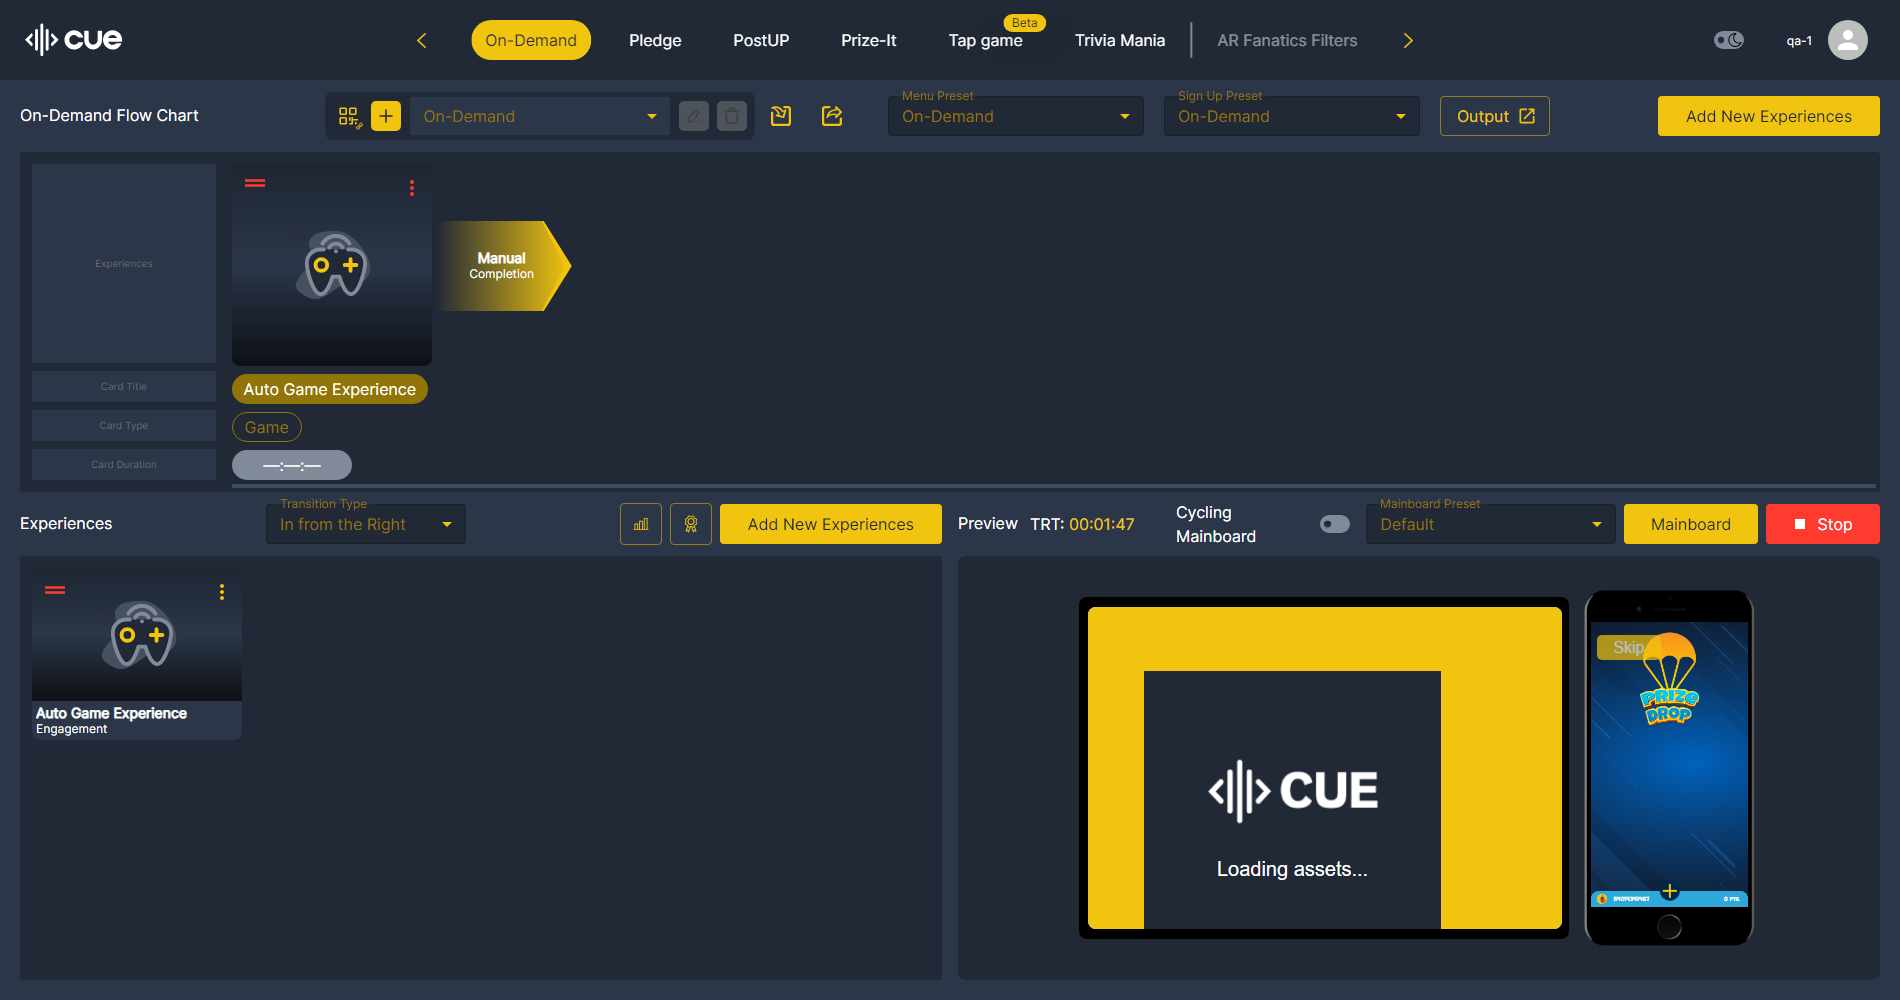 CUE
On-Demand
Pledge
PostUP
Prize-It
Tap game
Beta
Trivia Mania
AR Fanatics Filters
qa-1
On-Demand Flow Chart
On-Demand
Menu Preset
On-Demand
Sign Up Preset
On-Demand
Output
Add New Experiences
Experiences
Manual
Completion
Card Title
Auto Game Experience
Card Type
Game
Card Duration
—:—:—
Experiences
Transition Type
In from the Right
Add New Experiences
Preview
TRT: 00:01:47
Cycling
Mainboard
Mainboard Preset
Default
Mainboard
Stop
Auto Game Experience
Engagement
CUE
Loading assets...
Skip
PRIZE
DROP
0 PTS.